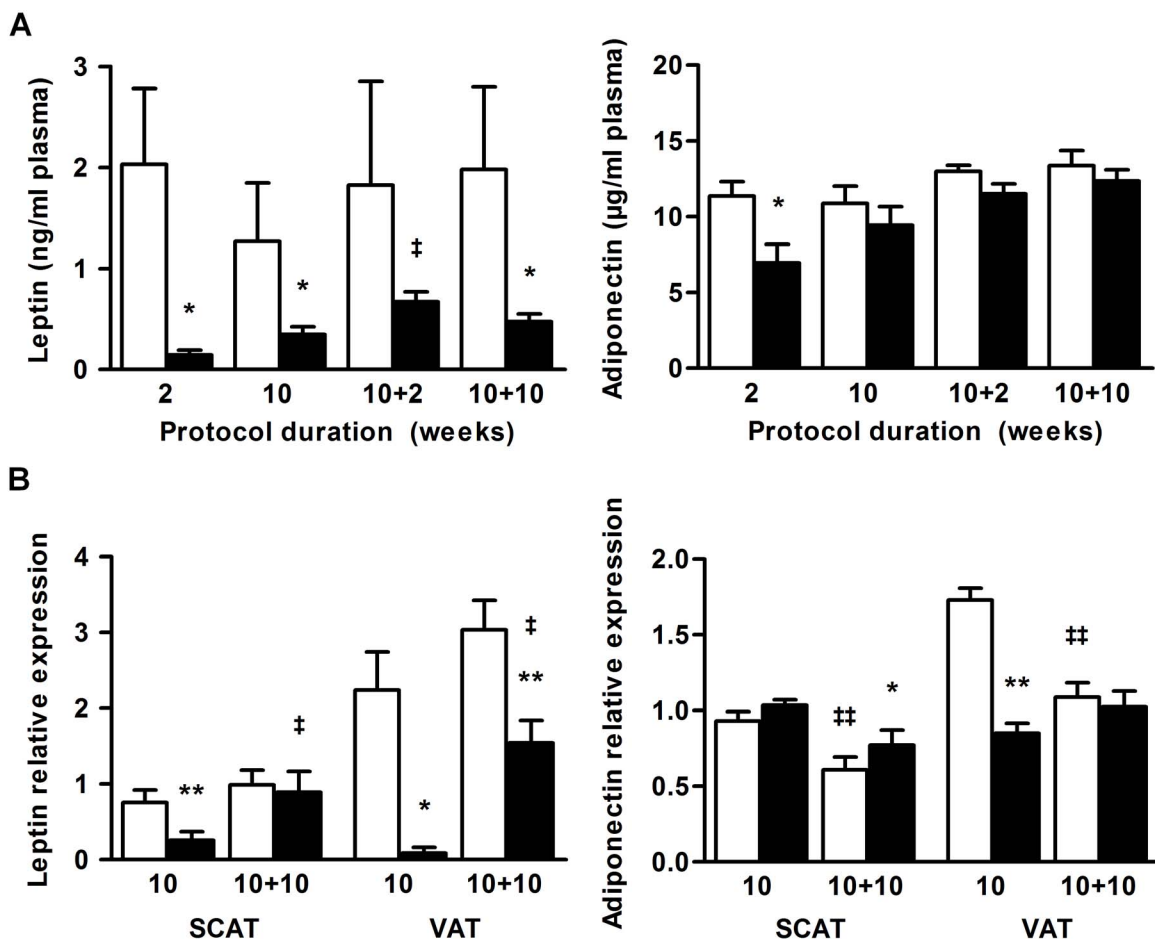 A
Leptin (ng/ml plasma)
3
2
1
0
*
*
‡
*
2 10 10+2 10+10
Protocol duration (weeks)
Adiponectin (µg/ml plasma)
20
15
10
5
0
*
2 10 10+2 10+10
Protocol duration (weeks)
B
Leptin relative expression
4
3
2
1
0
**
‡
*
‡
**
10 10+10 10 10+10
SCAT VAT
Adiponectin relative expression
2.0
1.5
1.0
0.5
0.0
‡‡
*
**
‡‡
10 10+10 10 10+10
SCAT VAT